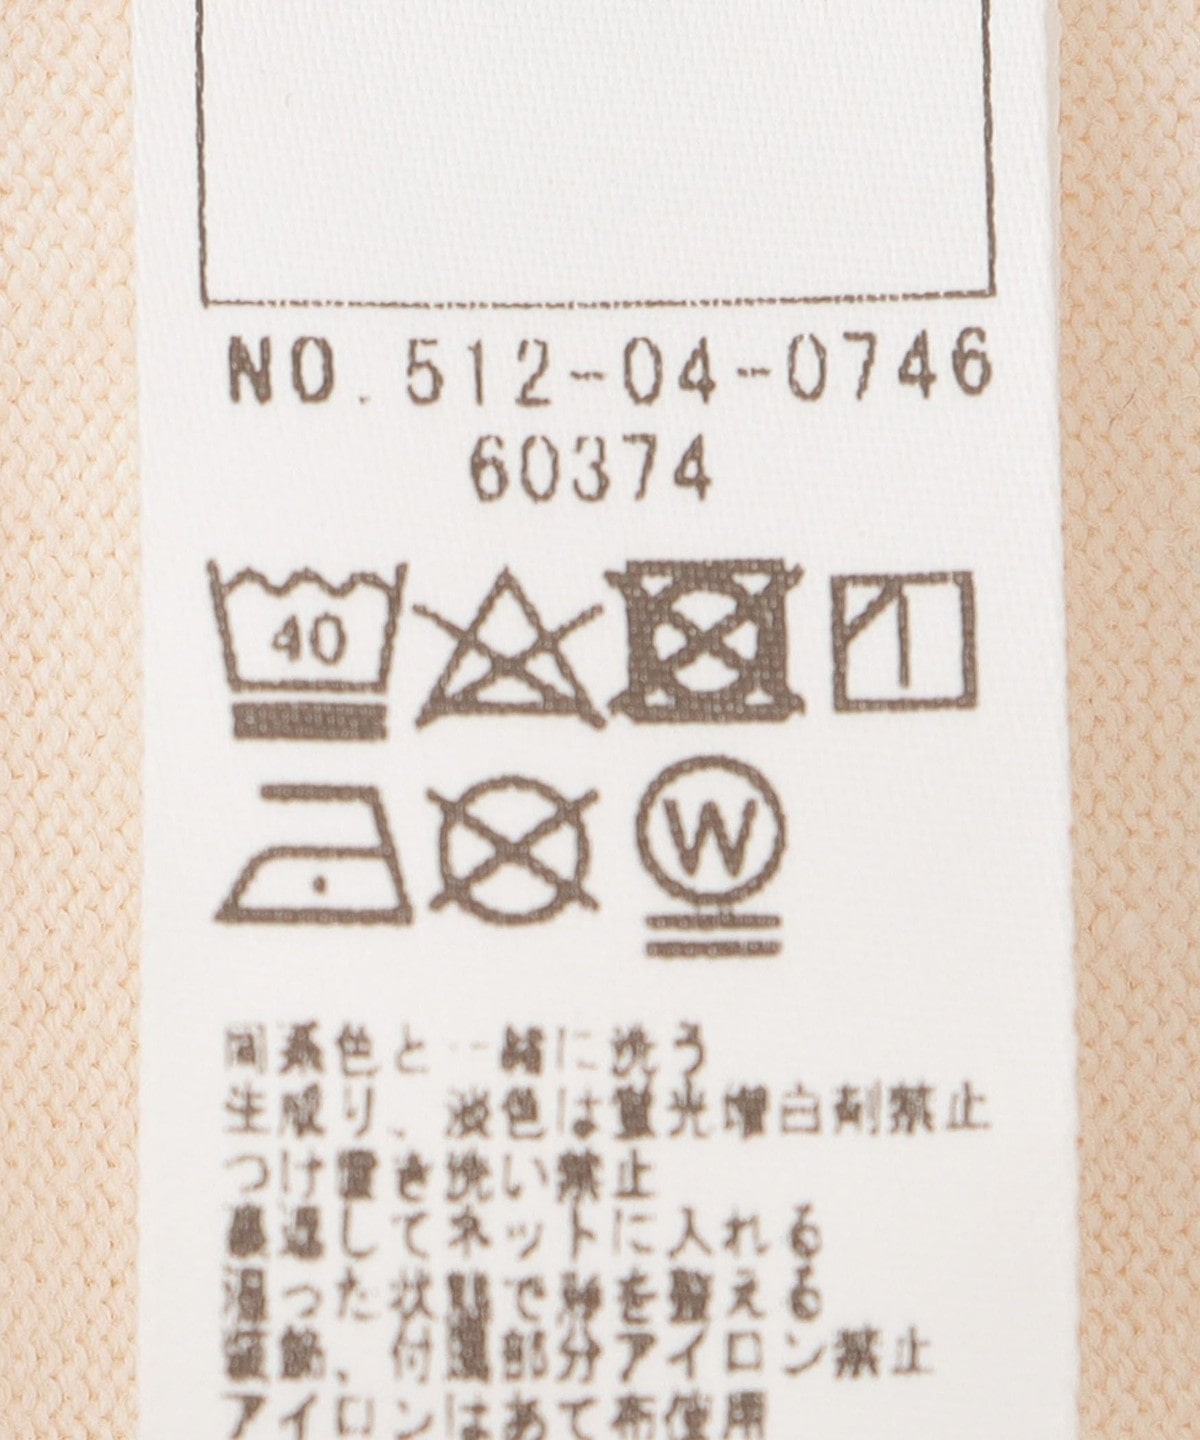 NO.512-04-0746
60374
40
W
同系色と一緒に洗う
生成り、淡色は蛍光増白剤禁止
つけ置き洗い禁止
裏返してネットに入れる
湿った状態で形を整える
装飾、付属部分アイロン禁止
アイロンはあて布使用